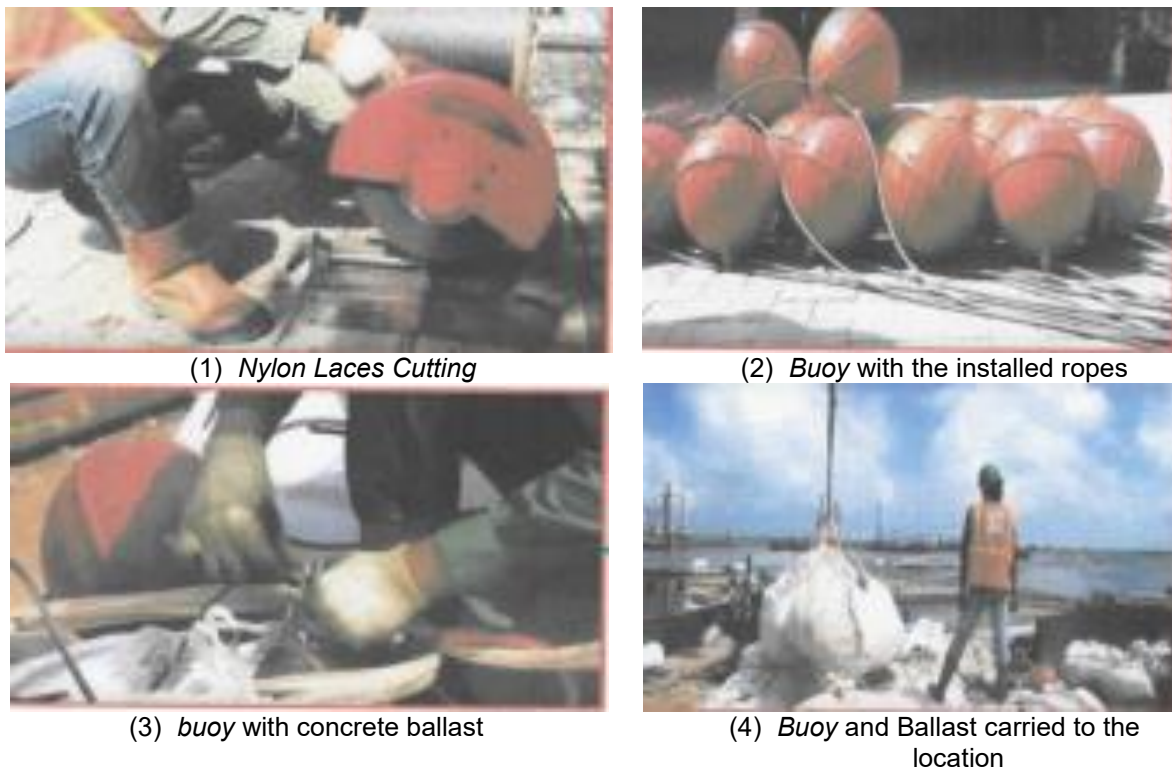 (1) Nylon Laces Cutting
(2) Buoy with the installed ropes
(3) buoy with concrete ballast
(4) Buoy and Ballast carried to the
location